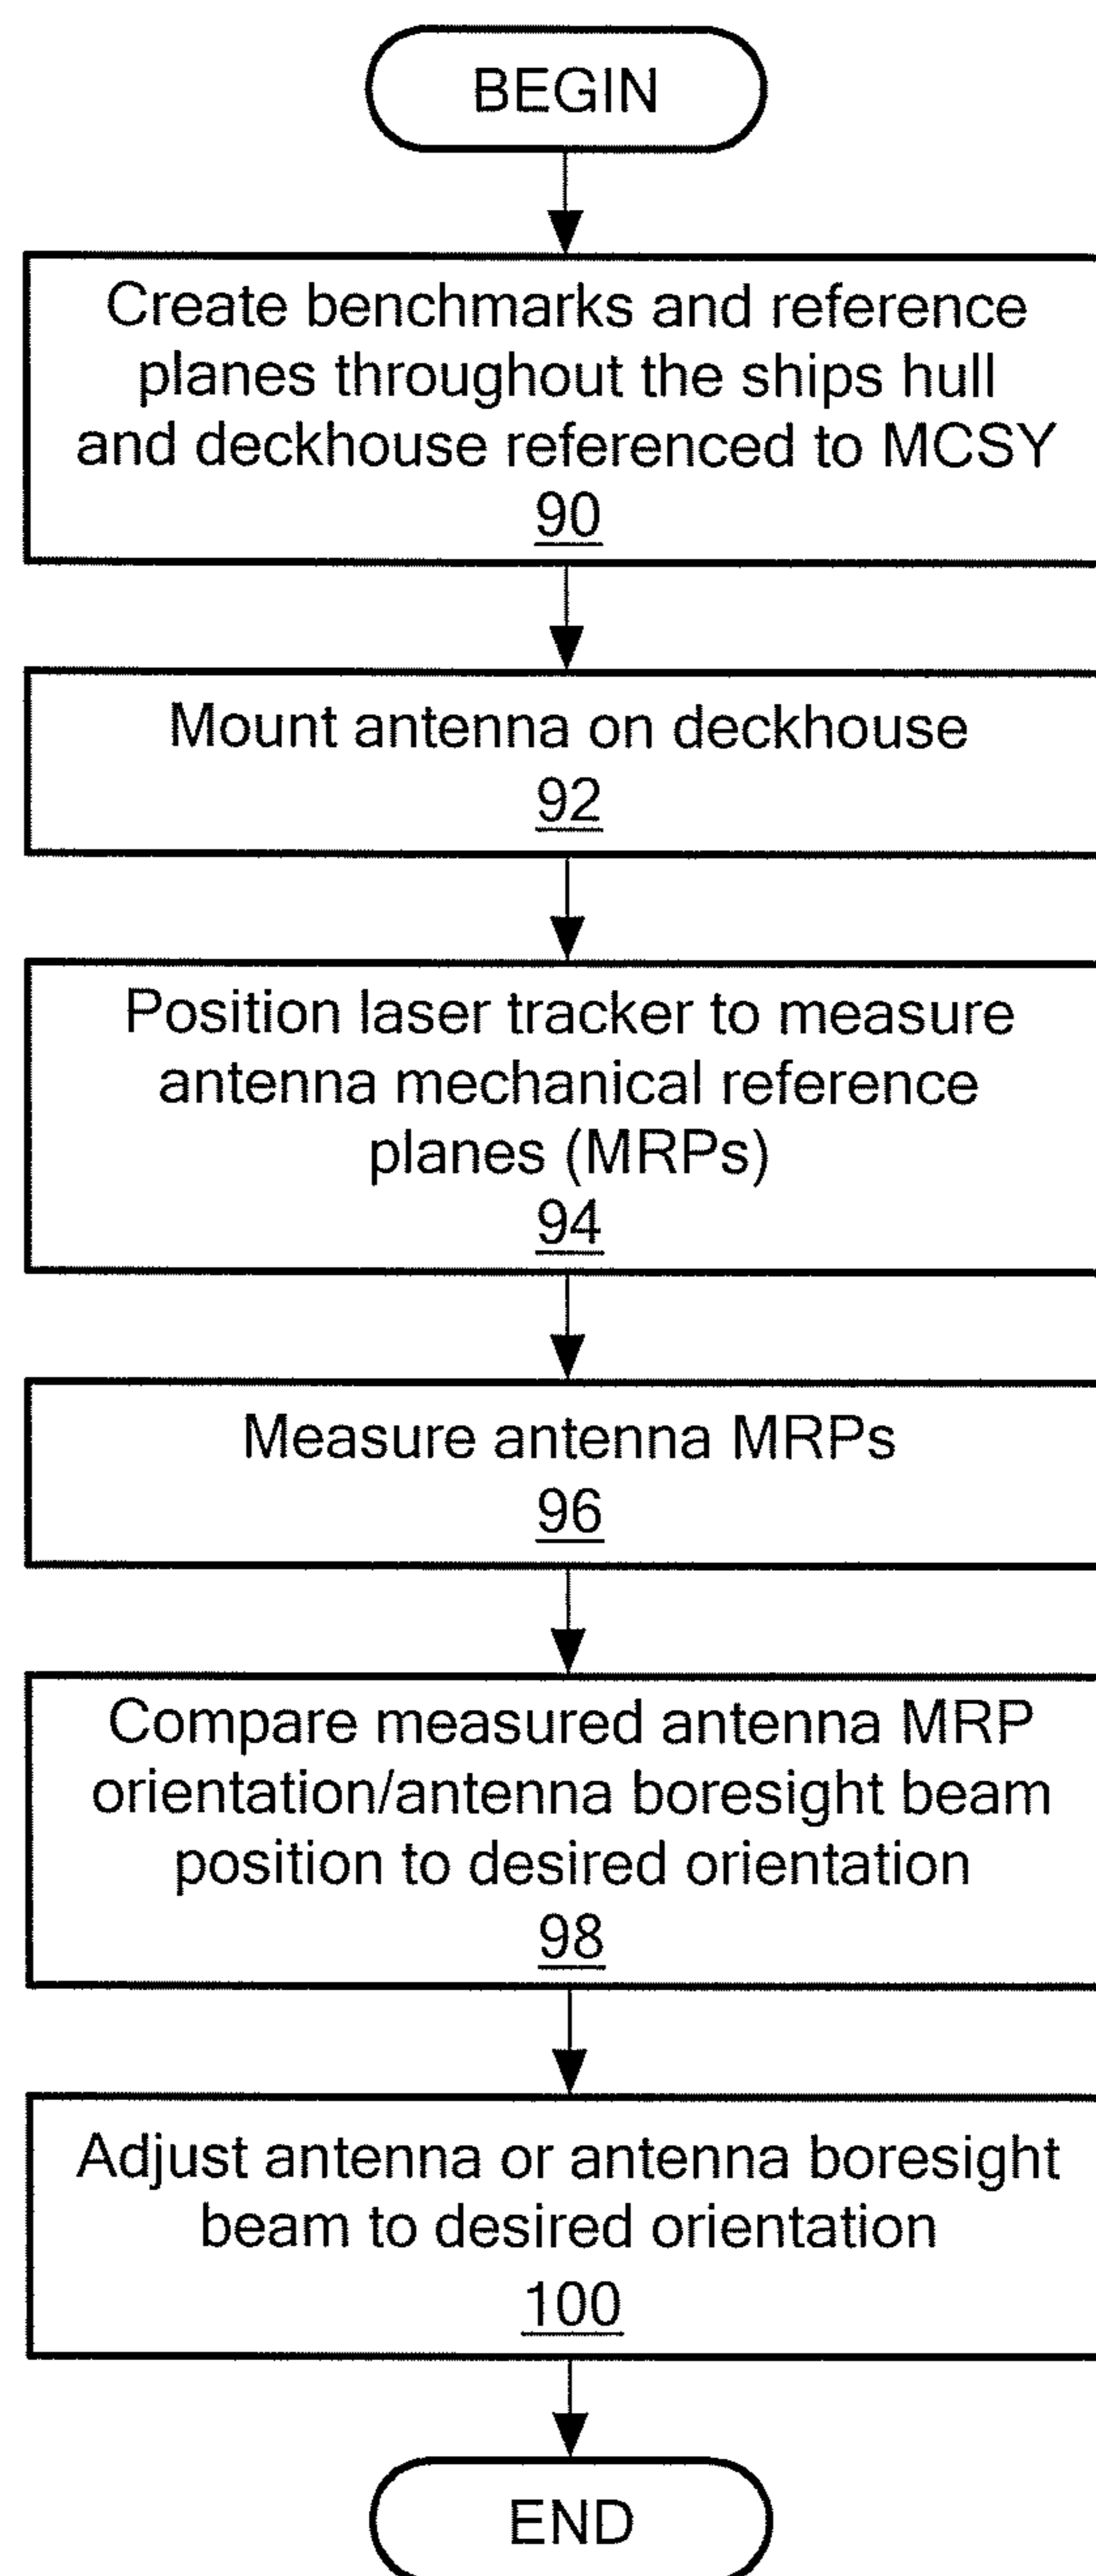 BEGIN
Create benchmarks and reference
planes throughout the ships hull
and deckhouse referenced to MCSY
90
Mount antenna on deckhouse
92
Position laser tracker to measure
antenna mechanical reference
planes (MRPs)
94
Measure antenna MRPs
96
Compare measured antenna MRP
orientation/antenna boresight beam
position to desired orientation
98
Adjust antenna or antenna boresight
beam to desired orientation
100
END